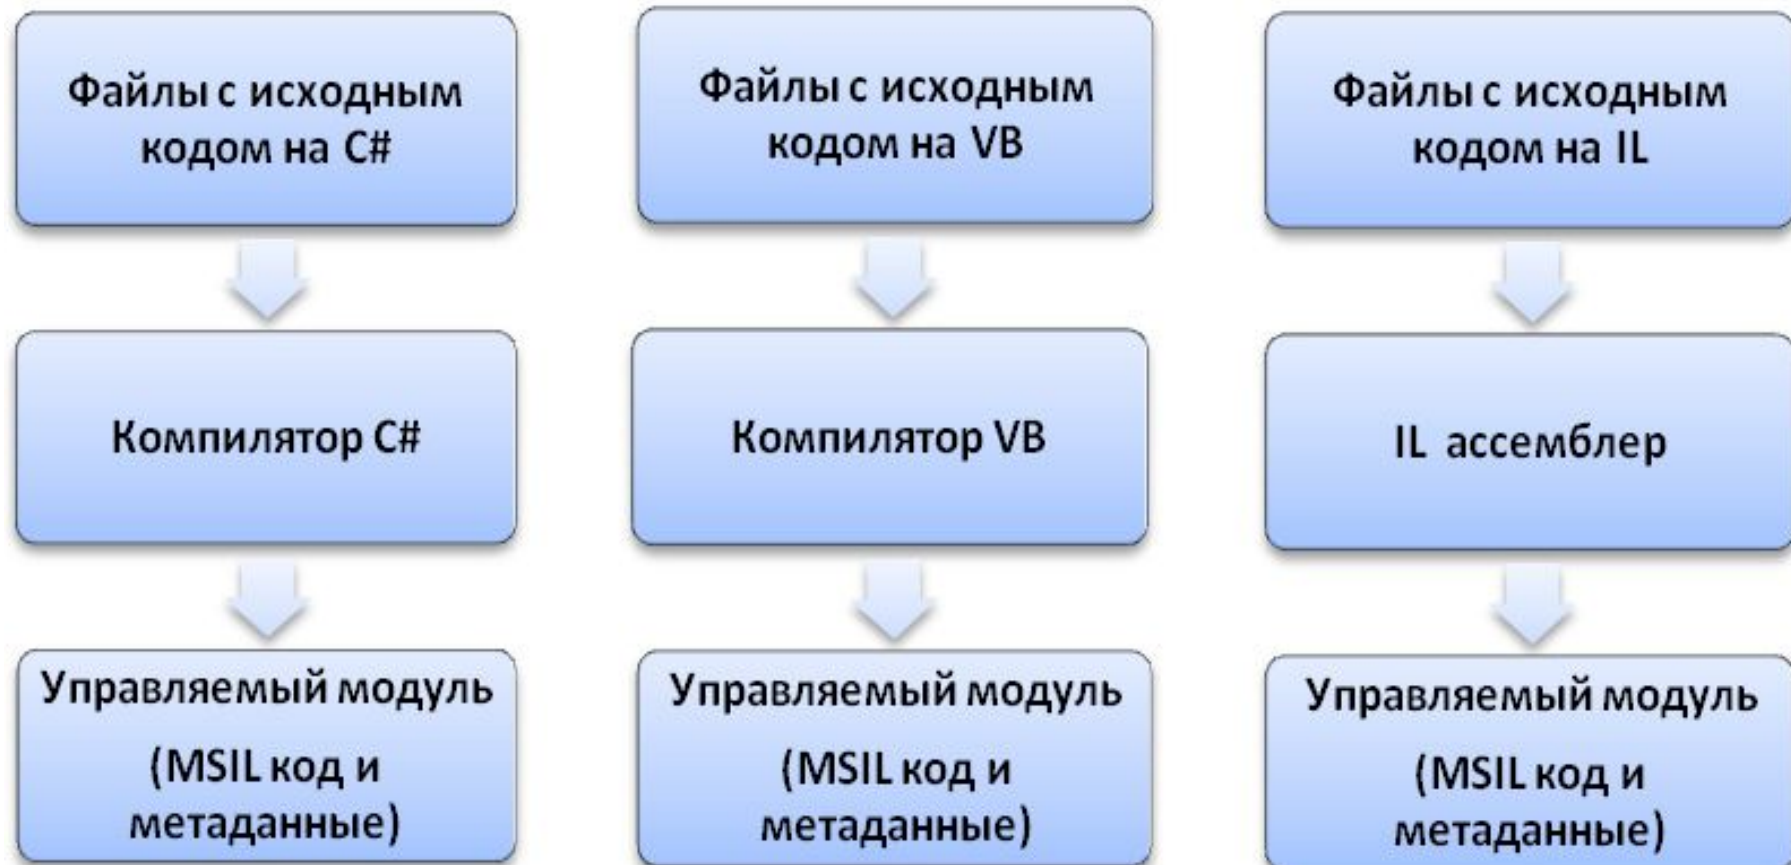 Файлы с исходным
кодом на C#
Файлы с исходным
кодом на VB
Файлы с исходным
кодом на IL
Компилятор C#
Компилятор VB
IL ассемблер
Управляемый модуль
(MSIL код и
метаданные)
Управляемый модуль
(MSIL код и
метаданные)
Управляемый модуль
(MSIL код и
метаданные)